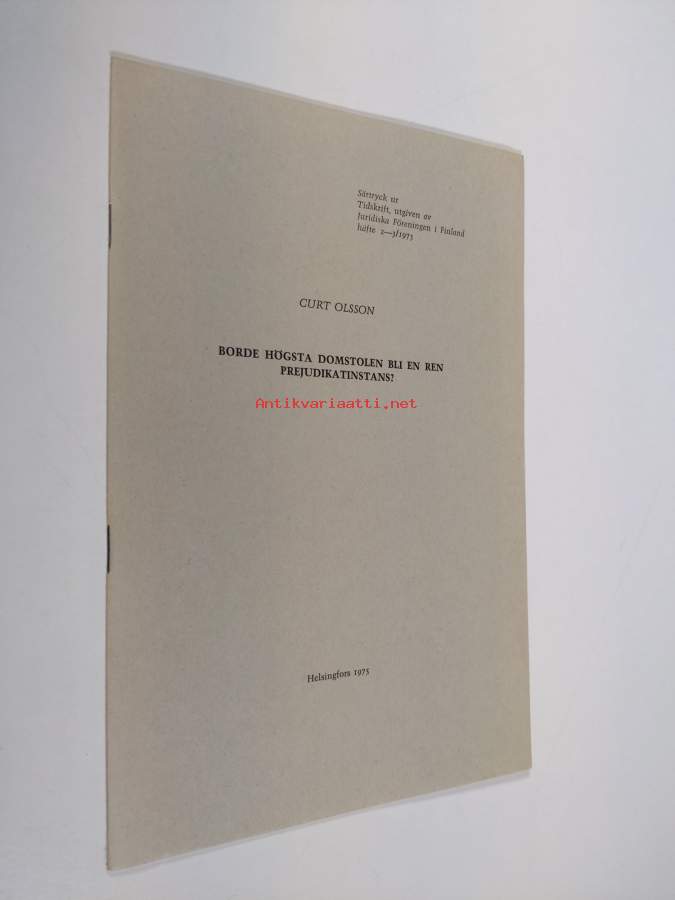 Särtryck ur
Tidskrift, utgiven av
Juridiska Föreningen i Finland
häfte 2—3/1975
CURT OLSSON
BORDE HÖGSTA DOMSTOLEN BLI EN REN
PREJUDIKATINSTANS?
Antikvariaatti.net
Helsingfors 1975